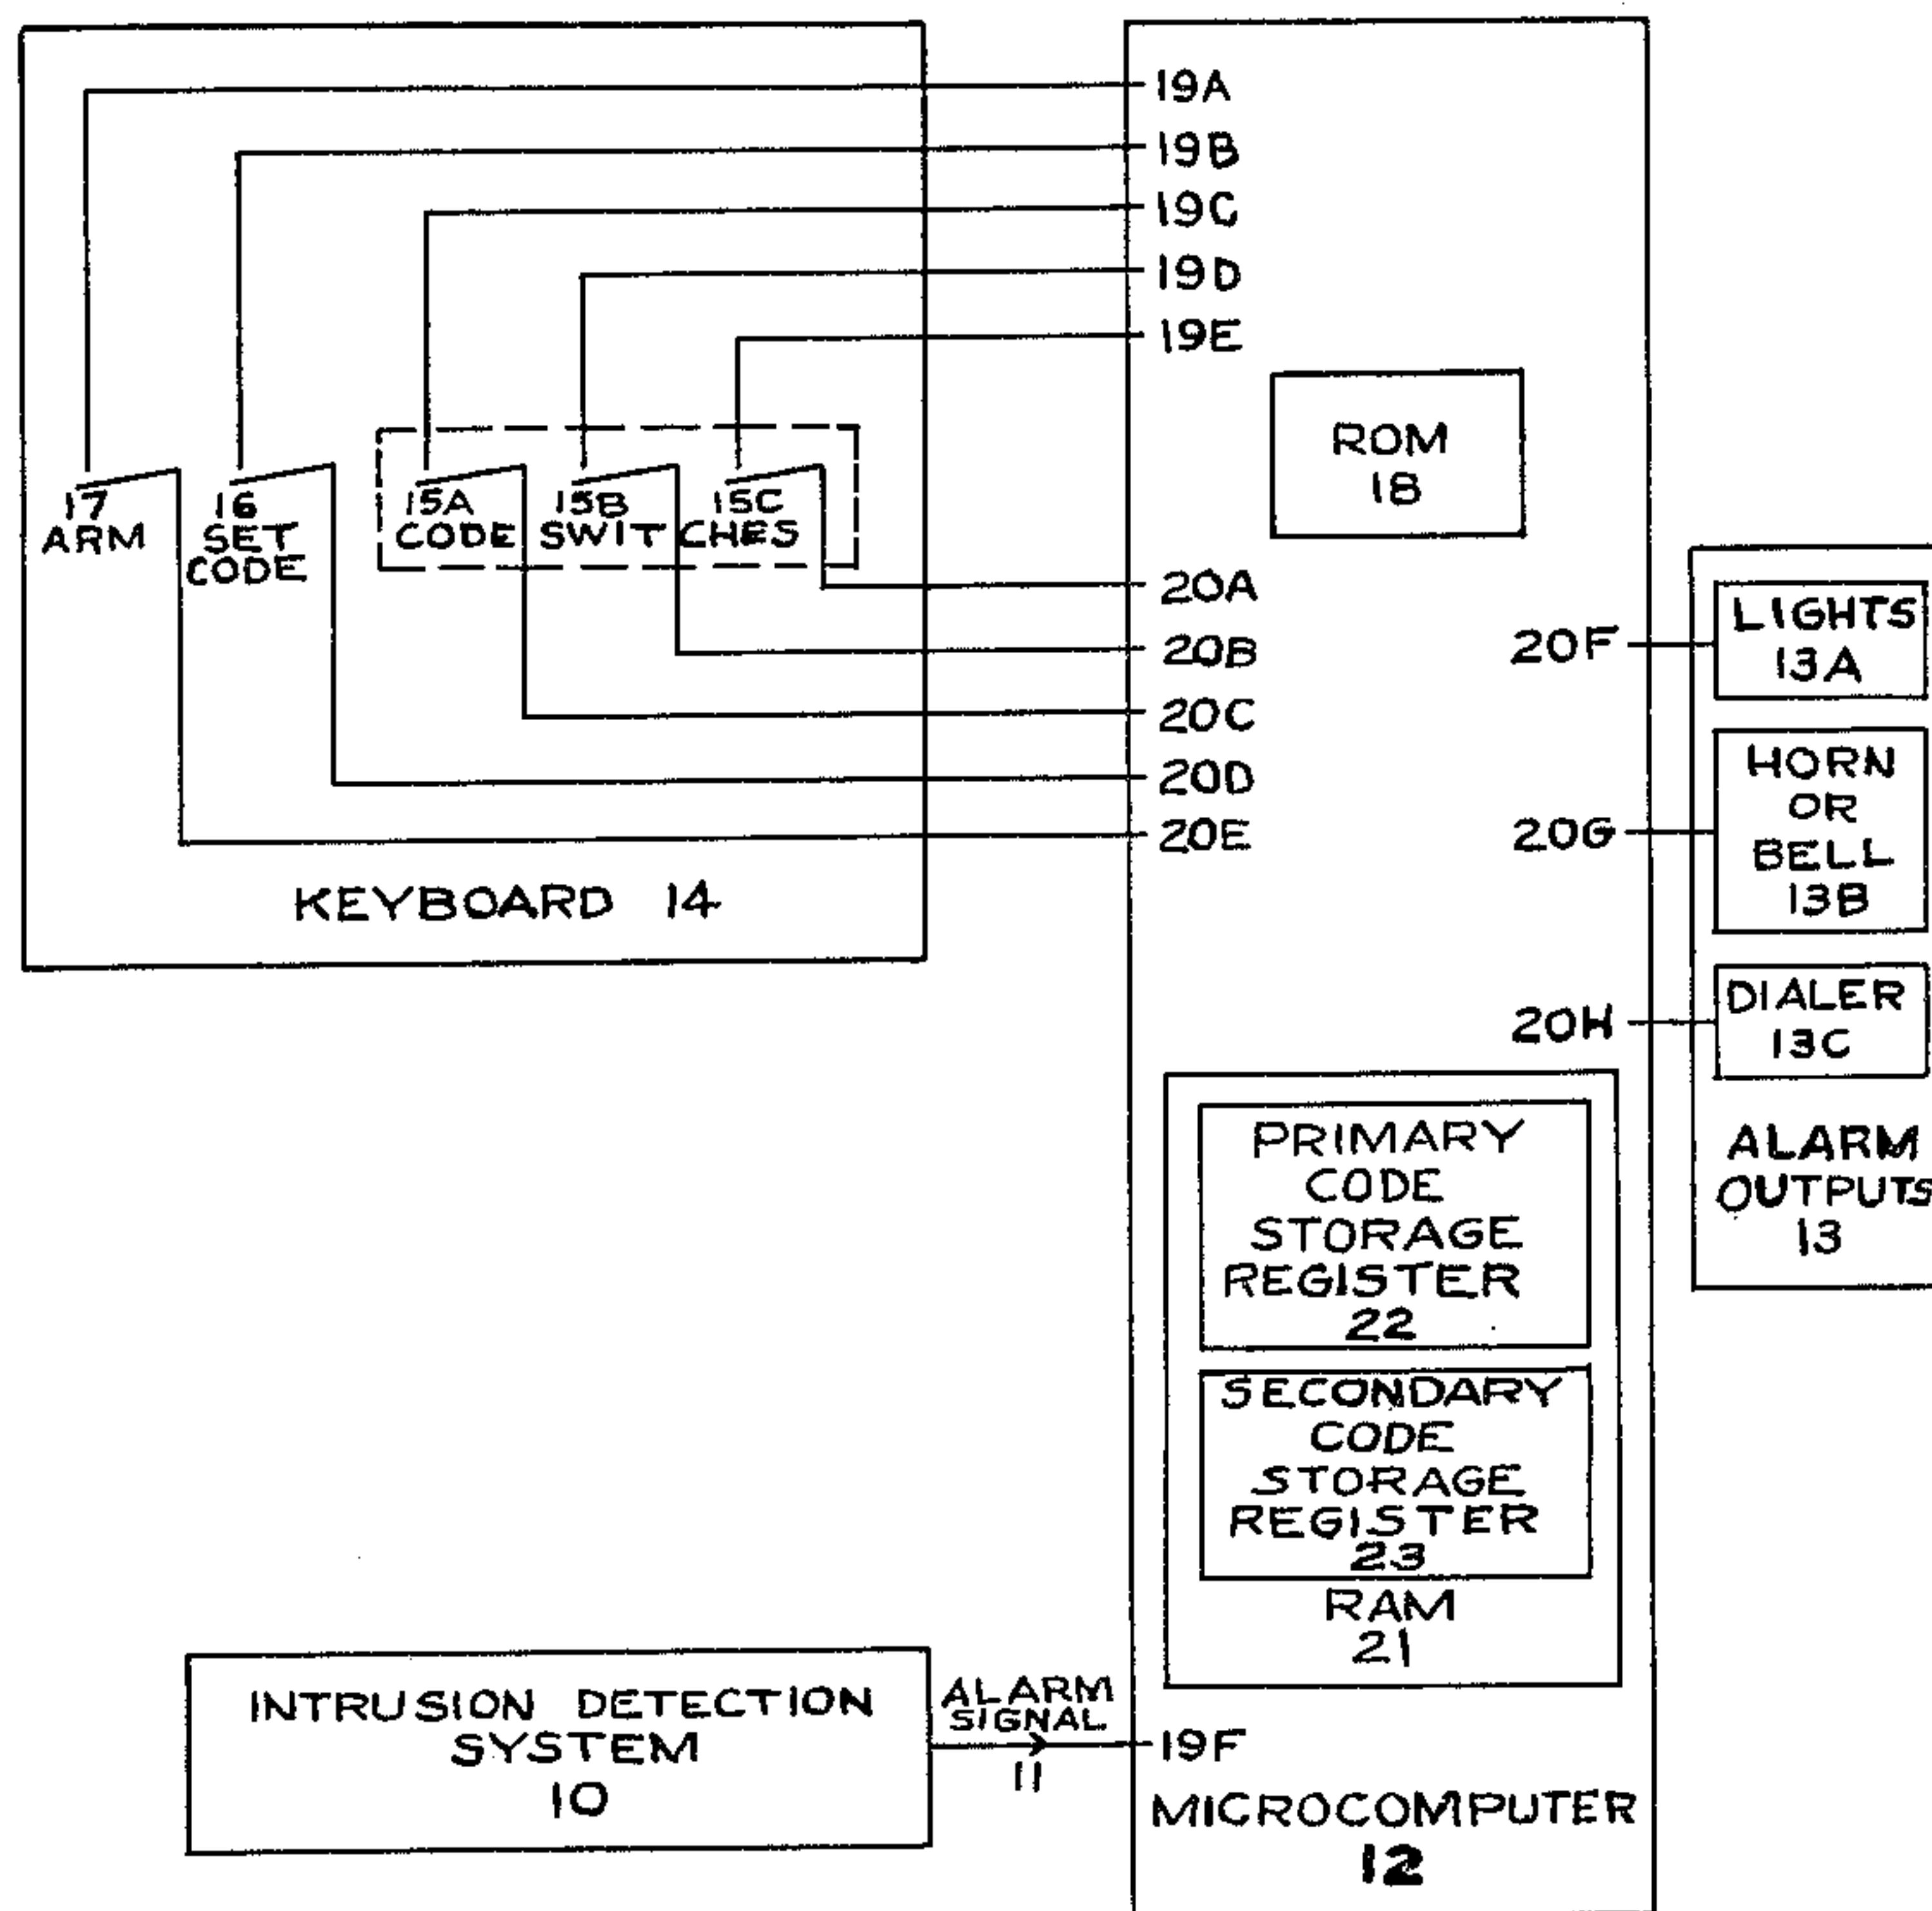 19A
19B
19C
19D
19E
ROM
18
17
ARM
16
SET
CODE
15A 15B 15C
CODE SWITCHES
20A
20B
20C
20D
20E
KEYBOARD 14
20F
20G
20H
LIGHTS
13A
HORN
OR
BELL
13B
DIALER
13C
ALARM
OUTPUTS
13
PRIMARY
CODE
STORAGE
REGISTER
22
SECONDARY
CODE
STORAGE
REGISTER
23
RAM
21
INTRUSION DETECTION
SYSTEM
10
ALARM
SIGNAL
11
19F
MICROCOMPUTER
12